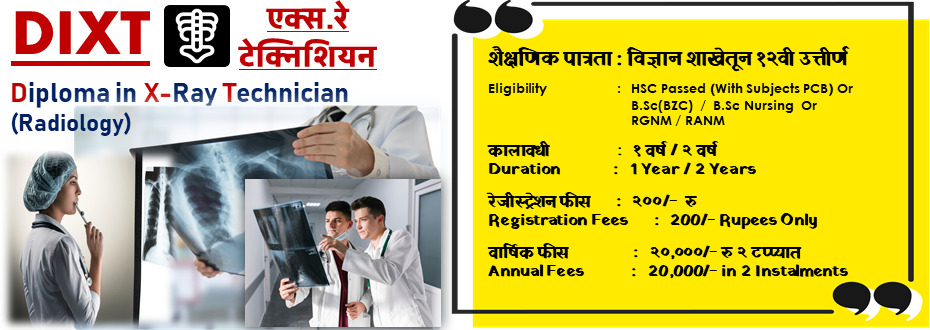 DIXT
एक्स.रे
टेक्निशियन
Diploma in X-Ray Technician
(Radiology)
शैक्षणिक पात्रता : विज्ञान शाखेतून १२वी उत्तीर्ण
Eligibility : HSC Passed (With Subjects PCB) Or
B.Sc(BZC) / B.Sc Nursing Or
RGNM / RANM
कालावधी : १ वर्ष / २ वर्ष
Duration : 1 Year / 2 Years
रेजीस्ट्रेशन फीस : २००/- रु
Registration Fees : 200/- Rupees Only
वार्षिक फीस : २०,०००/- रु २ टप्प्यात
Annual Fees : 20,000/- in 2 Instalments